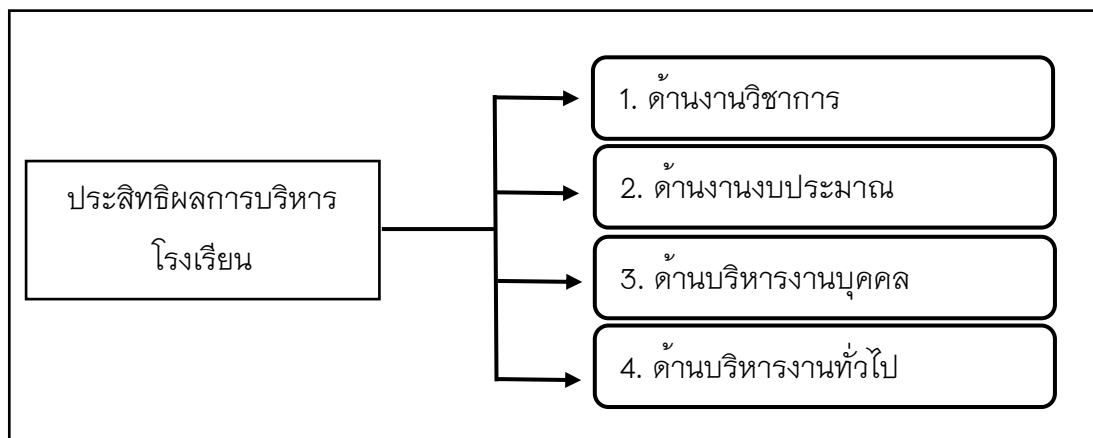 ประสิทธิผลการบริหาร
โรงเรียน
1. ด้านงานวิชาการ
2. ด้านงานงบประมาณ
3. ด้านบริหารงานบุคคล
4. ด้านบริหารงานทั่วไป